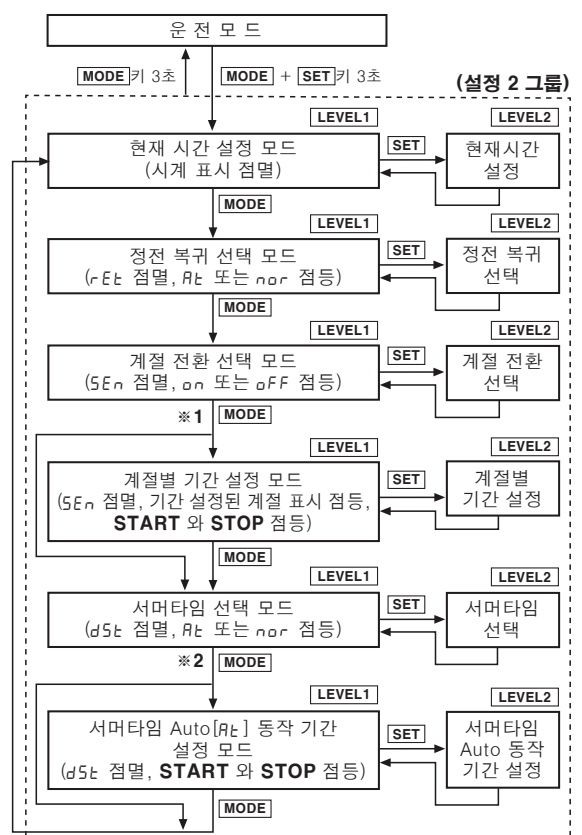 운 전 모 드
MODE 키 3초
MODE + SET 키 3초
(설정 2 그룹)
LEVEL1
현재 시간 설정 모드
(시계 표시 점멸)
SET
LEVEL2
현재시간
설정
MODE
LEVEL1
정전 복귀 선택 모드
(rEt 점멸, At 또는 nor 점등)
SET
LEVEL2
정전 복귀
선택
MODE
LEVEL1
계절 전환 선택 모드
(SEn 점멸, on 또는 oFF 점등)
SET
LEVEL2
계절 전환
선택
※1 MODE
LEVEL1
계절별 기간 설정 모드
(SEn 점멸, 기간 설정된 계절 표시 점등,
START 와 STOP 점등)
SET
LEVEL2
계절별
기간 설정
MODE
LEVEL1
서머타임 선택 모드
(dSt 점멸, At 또는 nor 점등)
SET
LEVEL2
서머타임
선택
※2 MODE
LEVEL1
서머타임 Auto[At] 동작 기간
설정 모드
(dSt 점멸, START 와 STOP 점등)
SET
LEVEL2
서머타임
Auto 동작
기간 설정
MODE